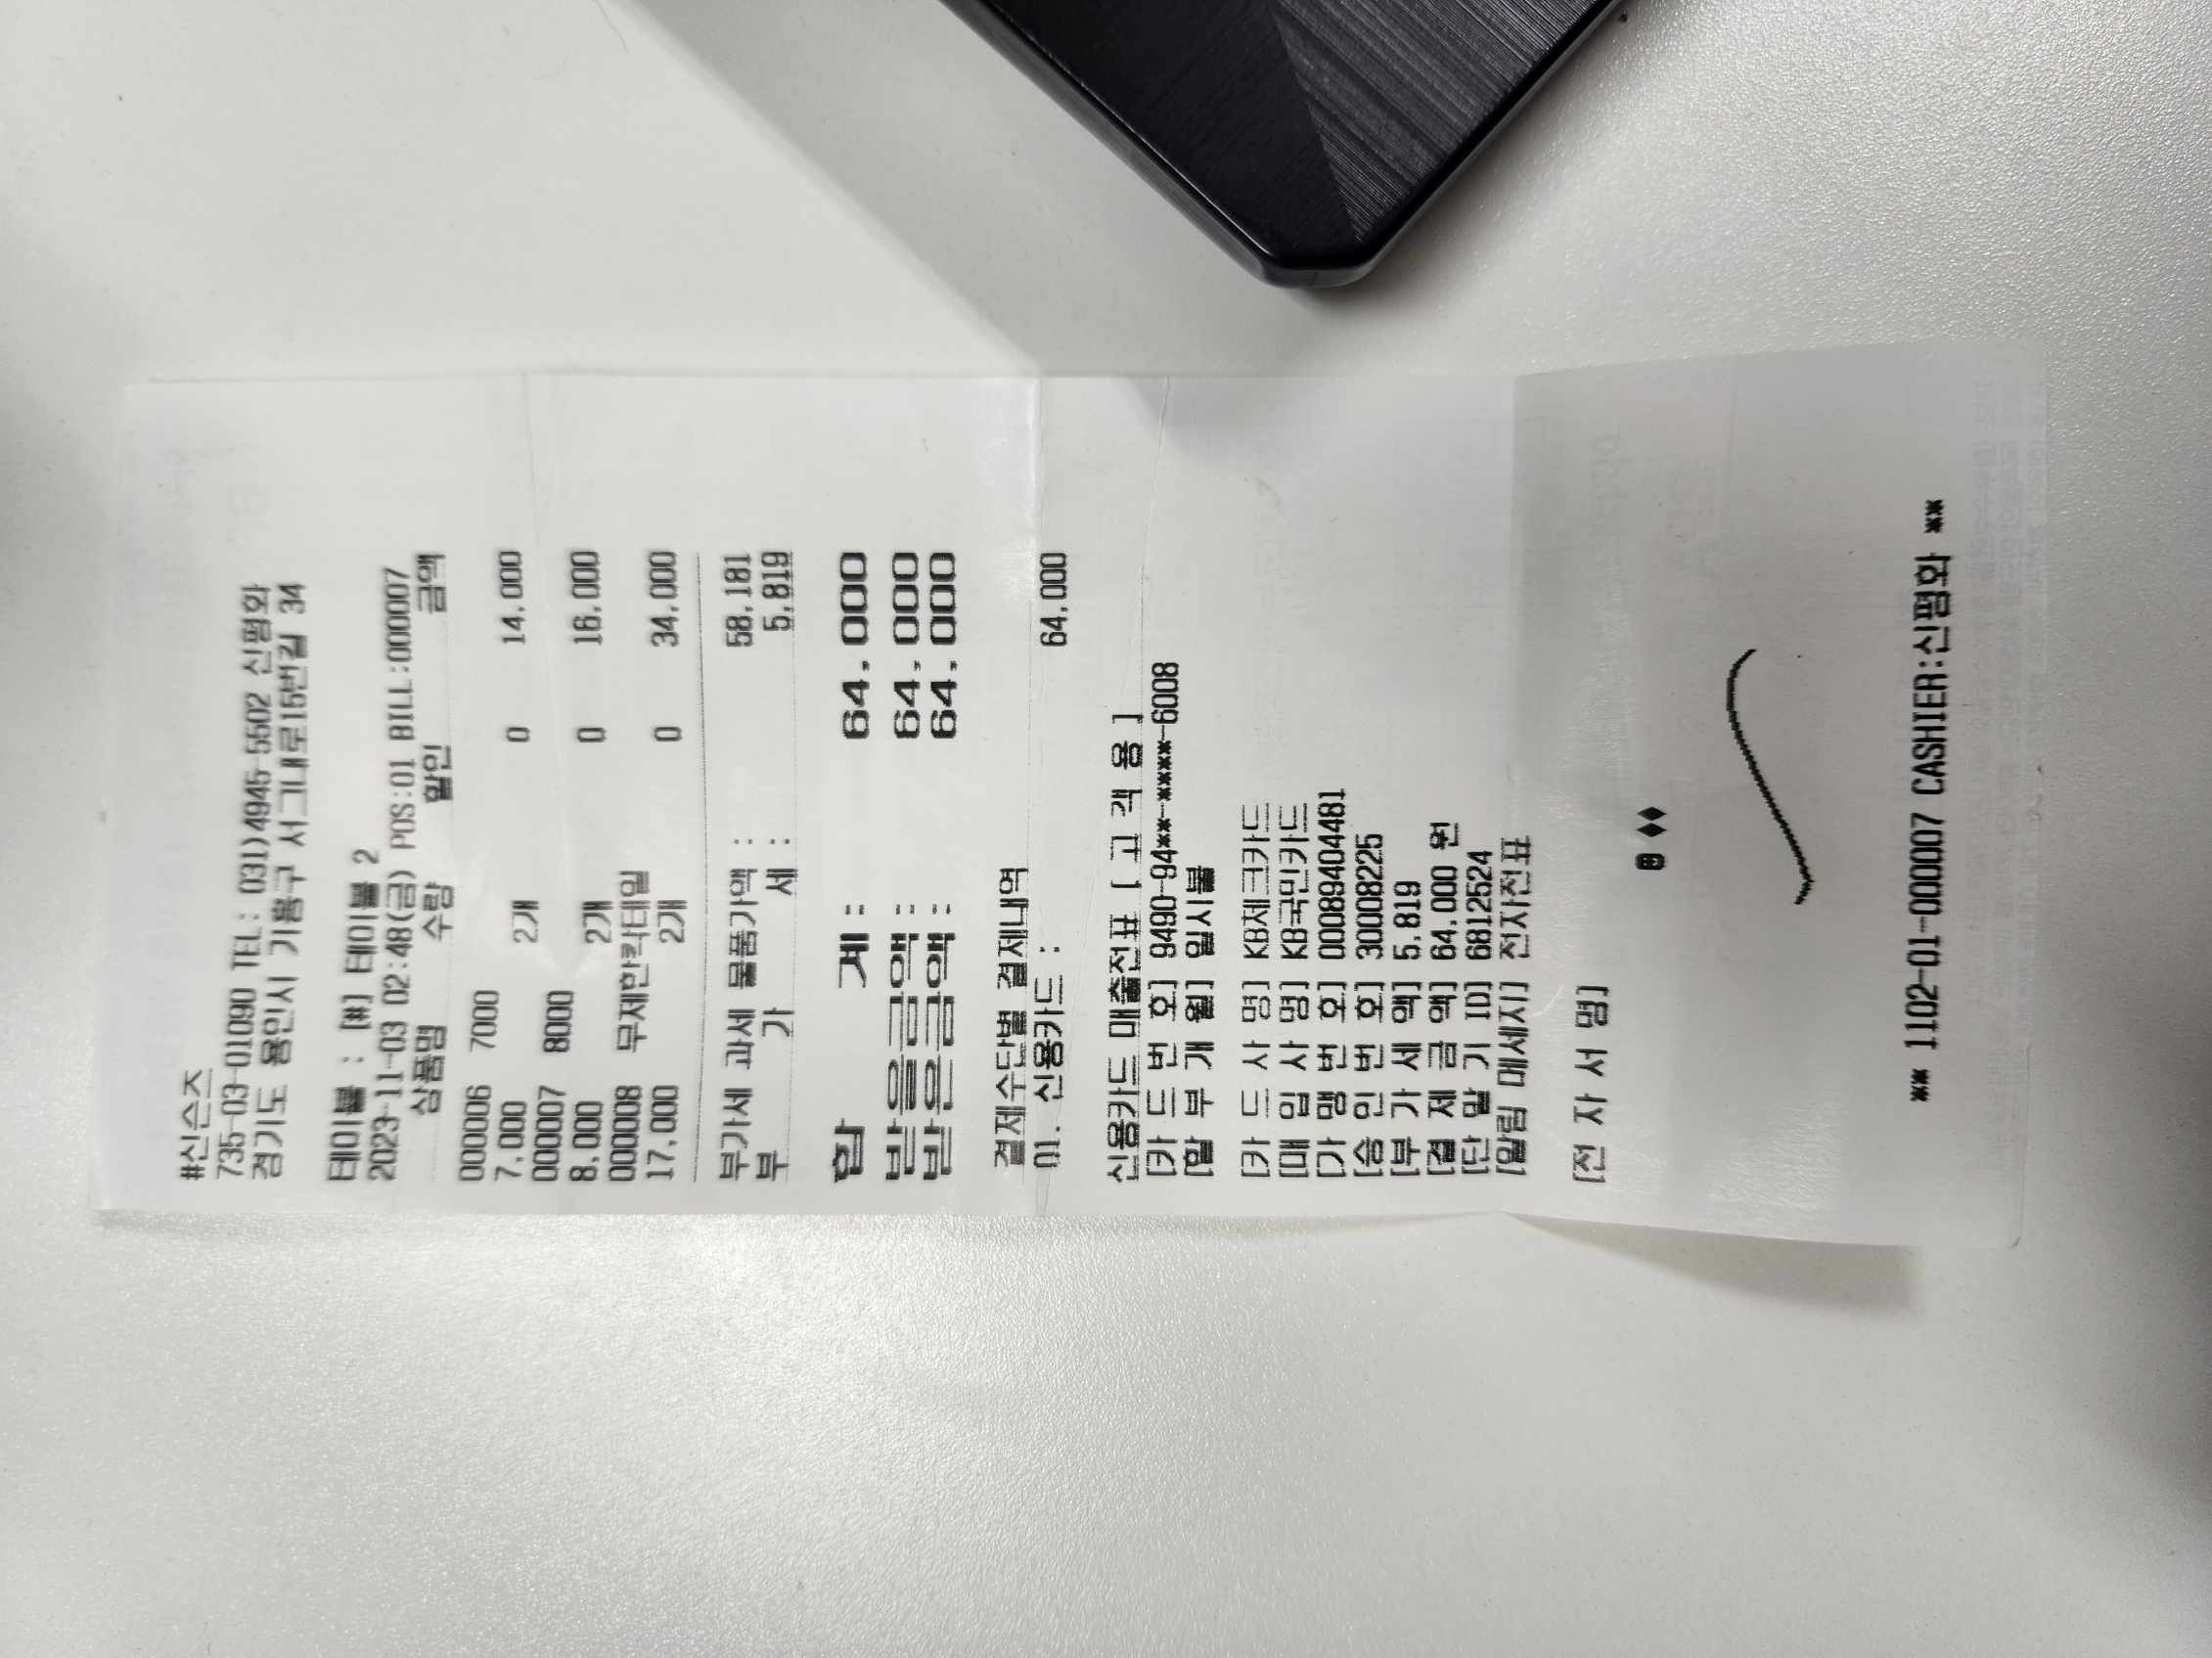 #신슨즈
735-03-01090 TEL: 031)4945-5502 신평화
경기도 용인시 기흥구 서그내로15번길 34
테이블 : [#] 테이블 2
2023-11-03 02:48(금) POS:01 BILL:000007
상품명 수량 할인 금액
000006 7000
7,000 2개 0 14,000
000007 8000
8,000 2개 0 16,000
000008 무제한칵테일
17,000 2개 0 34,000
부가세 과세 물품가액 : 58,181
부 가 세 : 5,819
합 계 : 64,000
받을금액 : 64,000
받은금액 : 64,000
결제수단별 결제내역
01. 신용카드 : 64,000
신용카드 매출전표 [ 고 객 용 ]
[카 드 번 호] 9490-94**-****-6008
[할 부 개 월] 일시불
[카 드 사 명] KB체크카드
[매 입 사 명] KB국민카드
[가 맹 번 호] 00089404481
[승 인 번 호] 30008225
[부 가 세 액] 5,819
[결 제 금 액] 64,000 원
[단 말 기 ID] 6812524
[알림 메세지] 전자전표
[전 자 서 명]
** 1102-01-000007 CASHIER:신평화 **